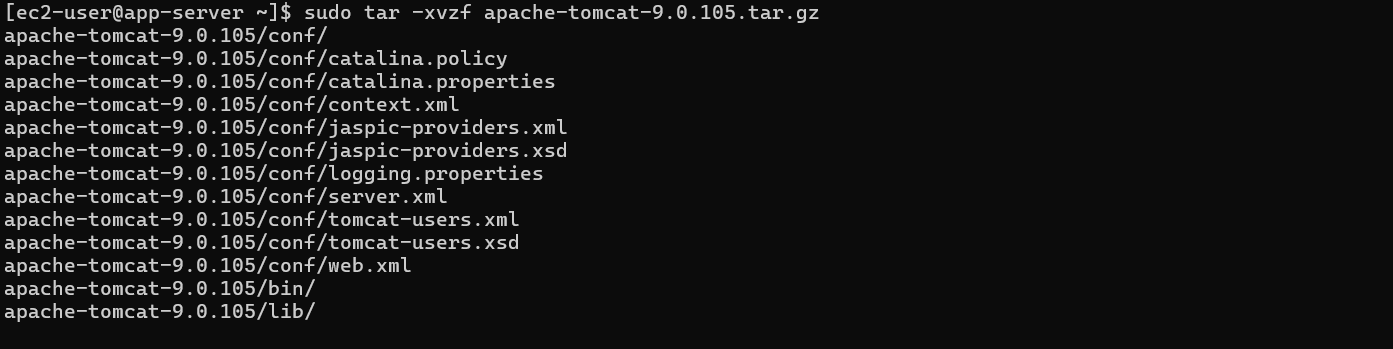 [ec2-user@app-server ~]$ sudo tar -xvzf apache-tomcat-9.0.105.tar.gz
apache-tomcat-9.0.105/conf/
apache-tomcat-9.0.105/conf/catalina.policy
apache-tomcat-9.0.105/conf/catalina.properties
apache-tomcat-9.0.105/conf/context.xml
apache-tomcat-9.0.105/conf/jaspic-providers.xml
apache-tomcat-9.0.105/conf/jaspic-providers.xsd
apache-tomcat-9.0.105/conf/logging.properties
apache-tomcat-9.0.105/conf/server.xml
apache-tomcat-9.0.105/conf/tomcat-users.xml
apache-tomcat-9.0.105/conf/tomcat-users.xsd
apache-tomcat-9.0.105/conf/web.xml
apache-tomcat-9.0.105/bin/
apache-tomcat-9.0.105/lib/